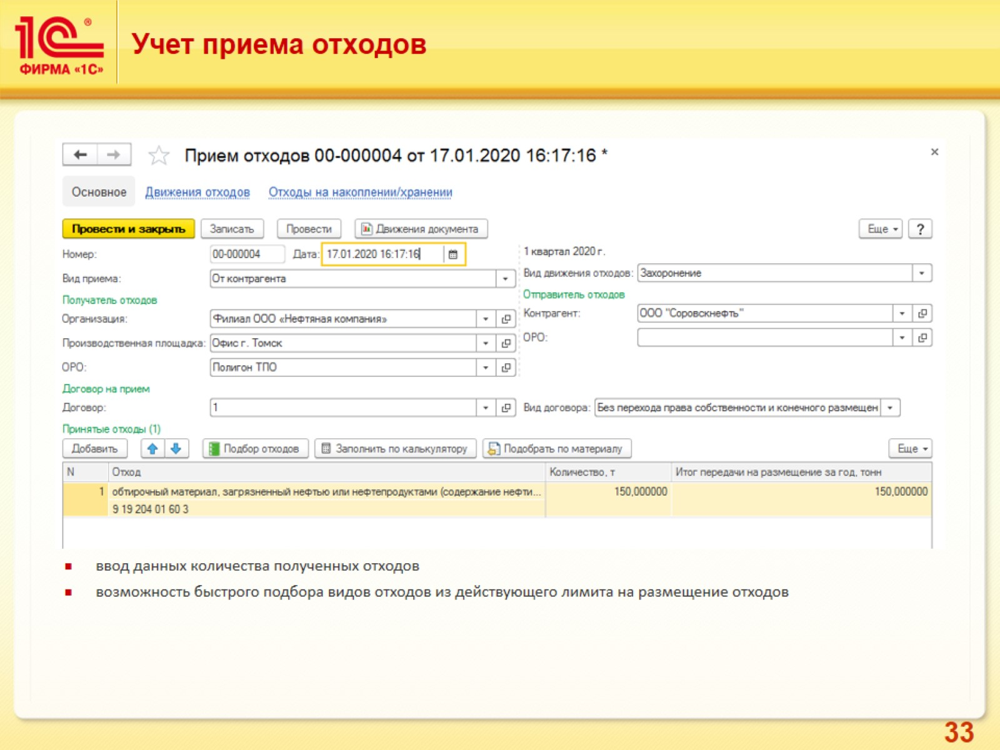 1С ®
ФИРМА «1С»
Учет приема отходов
Прием отходов 00-000004 от 17.01.2020 16:17:16 *
Основное Движения отходов Отходы на накоплении/хранении
Провести и закрыть Записать Провести Движения документа Еще ?
Номер: 00-000004 Дата: 17.01.2020 16:17:16 1 квартал 2020 г.
Вид приема: От контрагента Вид движения отходов: Захоронение
Получатель отходов Отправитель отходов
Организация: Филиал ООО «Нефтяная компания» Контрагент: ООО "Соровскнефть"
Производственная площадка: Офис г. Томск ОРО:
ОРО: Полигон ТПО
Договор на прием
Договор: 1 Вид договора: Без перехода права собственности и конечного размещен
Принятые отходы (1)
Добавить Подбор отходов Заполнить по калькулятору Подобрать по материалу Еще
N Отход Количество, т Итог передачи на размещение за год, тонн
1 обтирочный материал, загрязненный нефтью или нефтепродуктами (содержание нефти... 150,000000 150,000000
9 19 204 01 60 3
ввод данных количества полученных отходов
возможность быстрого подбора видов отходов из действующего лимита на размещение отходов
33